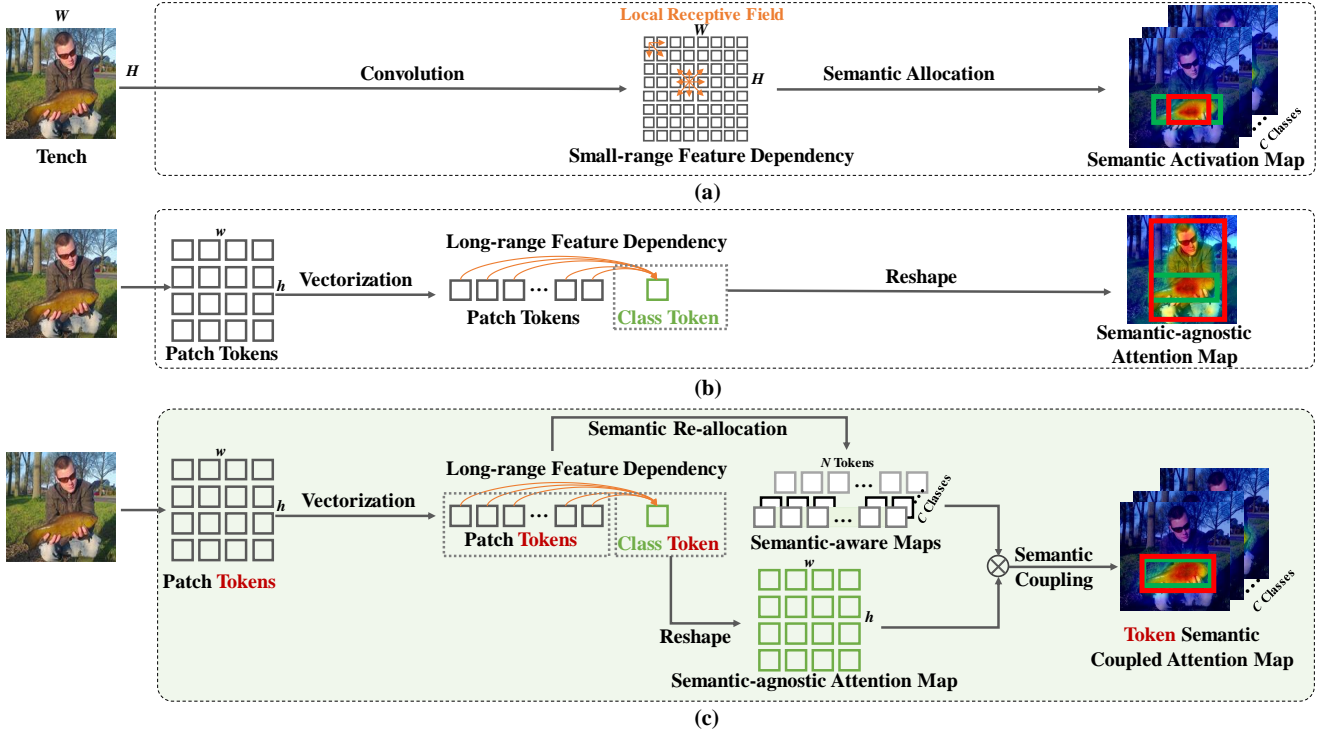 W
H
Tench
Convolution
Local Receptive Field
W
H
Small-range Feature Dependency
Semantic Allocation
C Classes
Semantic Activation Map
(a)
w
h
Patch Tokens
Vectorization
Long-range Feature Dependency
Patch Tokens
Class Token
Reshape
Semantic-agnostic
Attention Map
(b)
w
h
Patch Tokens
Vectorization
Semantic Re-allocation
Long-range Feature Dependency
Patch Tokens
Class Token
N Tokens
C Classes
Semantic-aware Maps
Reshape
w
h
Semantic-agnostic Attention Map
Semantic
Coupling
C Classes
Token Semantic
Coupled Attention Map
(c)